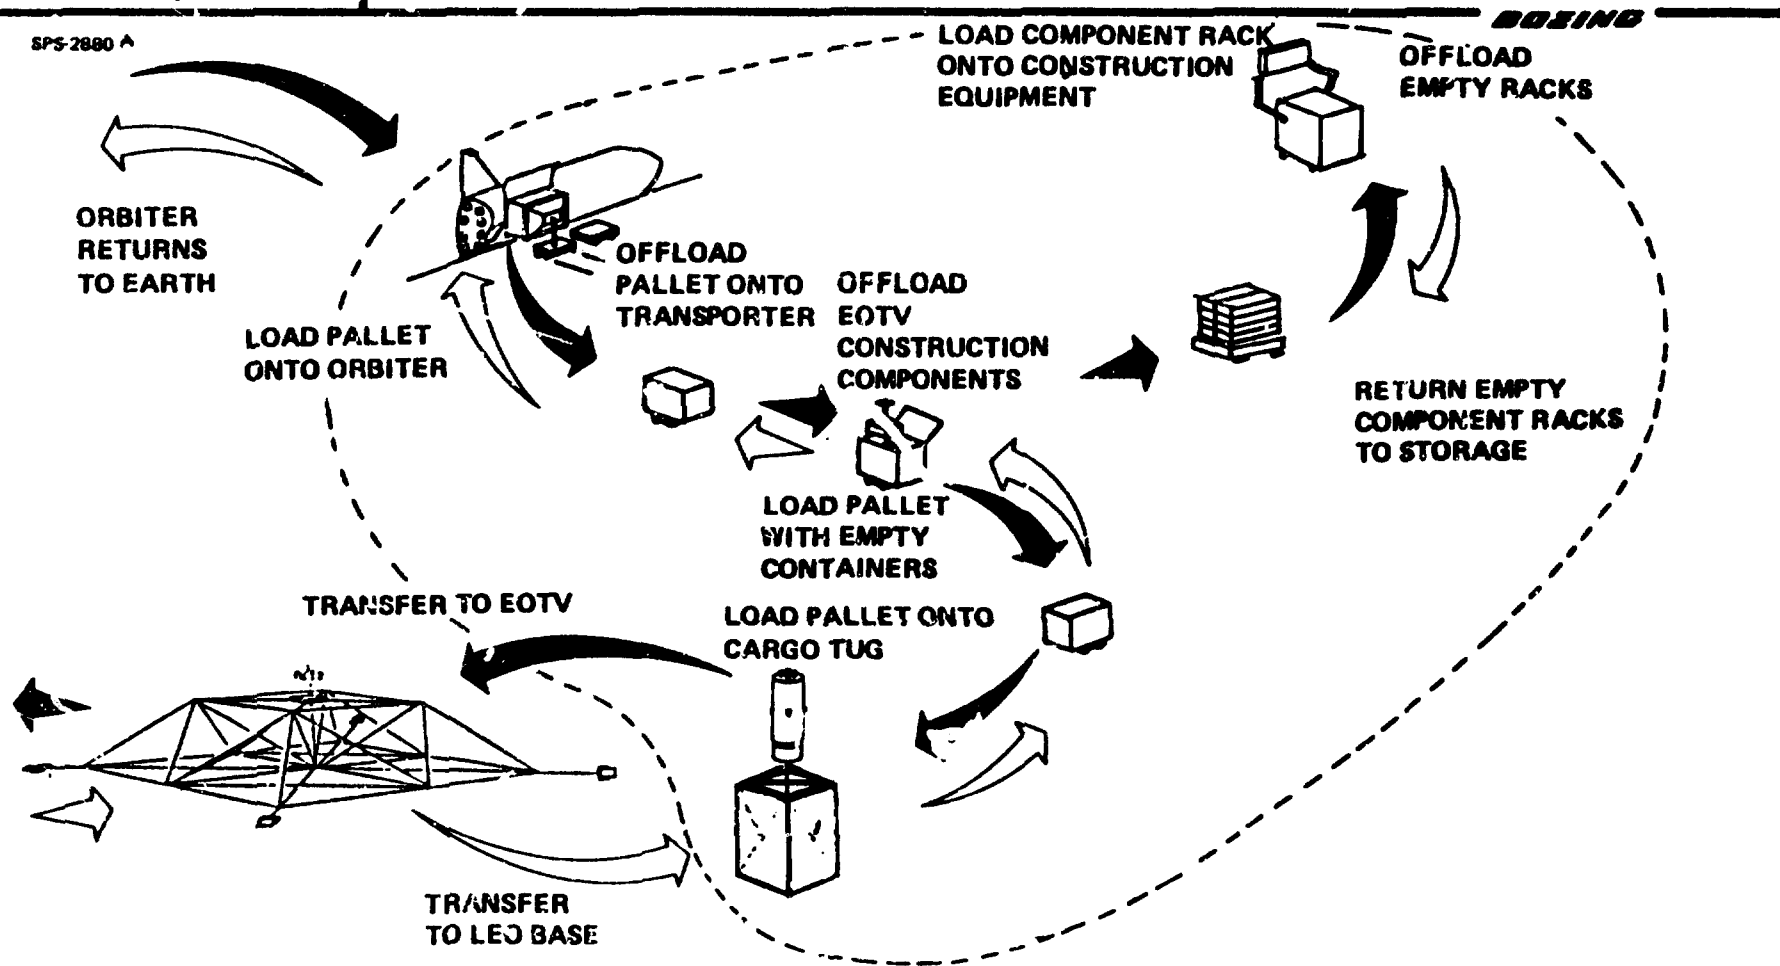 BOEING
SPS-2880 A
LOAD COMPONENT RACK
ONTO CONSTRUCTION
EQUIPMENT
OFFLOAD
EMPTY RACKS
ORBITER
RETURNS
TO EARTH
OFFLOAD
PALLET ONTO
TRANSPORTER
OFFLOAD
EOTV
CONSTRUCTION
COMPONENTS
LOAD PALLET
ONTO ORBITER
RETURN EMPTY
COMPONENT RACKS
TO STORAGE
LOAD PALLET
WITH EMPTY
CONTAINERS
TRANSFER TO EOTV
LOAD PALLET ONTO
CARGO TUG
TRANSFER
TO LEO BASE